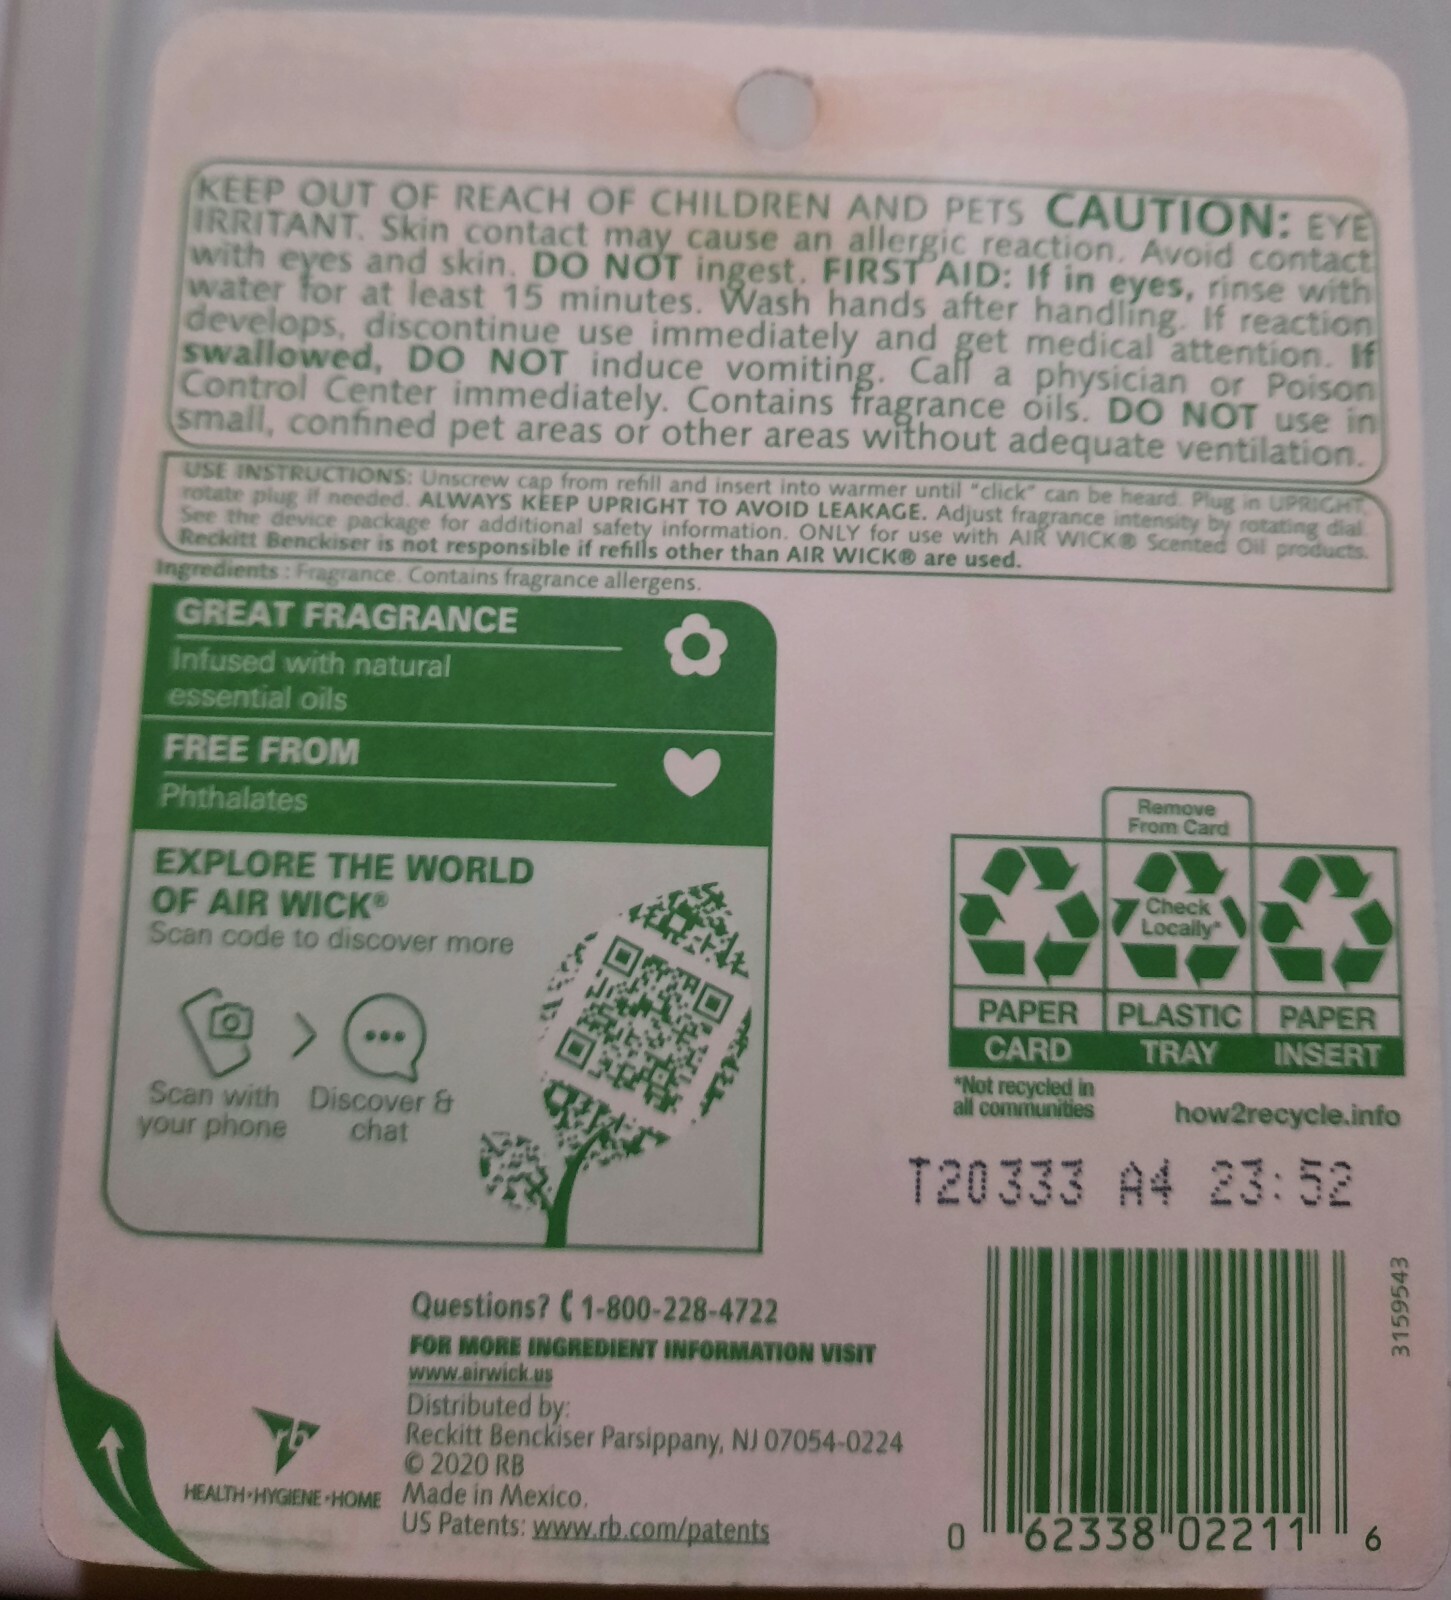 KEEP OUT OF REACH OF CHILDREN AND PETS CAUTION: EYE
IRRITANT. Skin contact may cause an allergic reaction. Avoid contact
with eyes and skin. DO NOT ingest. FIRST AID: If in eyes, rinse with
water for at least 15 minutes. Wash hands after handling. If reaction
develops, discontinue use immediately and get medical attention. If
swallowed, DO NOT induce vomiting. Call a physician or Poison
Control Center immediately. Contains fragrance oils. DO NOT use in
small, confined pet areas or other areas without adequate ventilation.
USE INSTRUCTIONS: Unscrew cap from refill and insert into warmer until "click" can be heard. Plug in UPRIGHT,
rotate plug if needed. ALWAYS KEEP UPRIGHT TO AVOID LEAKAGE. Adjust fragrance intensity by rotating dial.
See the device package for additional safety information. ONLY for use with AIR WICK® Scented Oil products.
Reckitt Benckiser is not responsible if refills other than AIR WICK® are used.
Ingredients : Fragrance. Contains fragrance allergens.
GREAT FRAGRANCE
Infused with natural
essential oils
FREE FROM
Phthalates
EXPLORE THE WORLD
OF AIR WICK®
Scan code to discover more
Scan with
your phone
Discover &
chat
Remove
From Card
Check
Locally*
PAPER PLASTIC PAPER
CARD TRAY INSERT
*Not recycled in
all communities
how2recycle.info
T20333 A4 23:52
Questions? 1-800-228-4722
FOR MORE INGREDIENT INFORMATION VISIT
www.airwick.us
Distributed by:
Reckitt Benckiser Parsippany, NJ 07054-0224
© 2020 RB
Made in Mexico.
US Patents: www.rb.com/patents
rb
HEALTH•HYGIENE•HOME
3159543
0 62338 02211 6